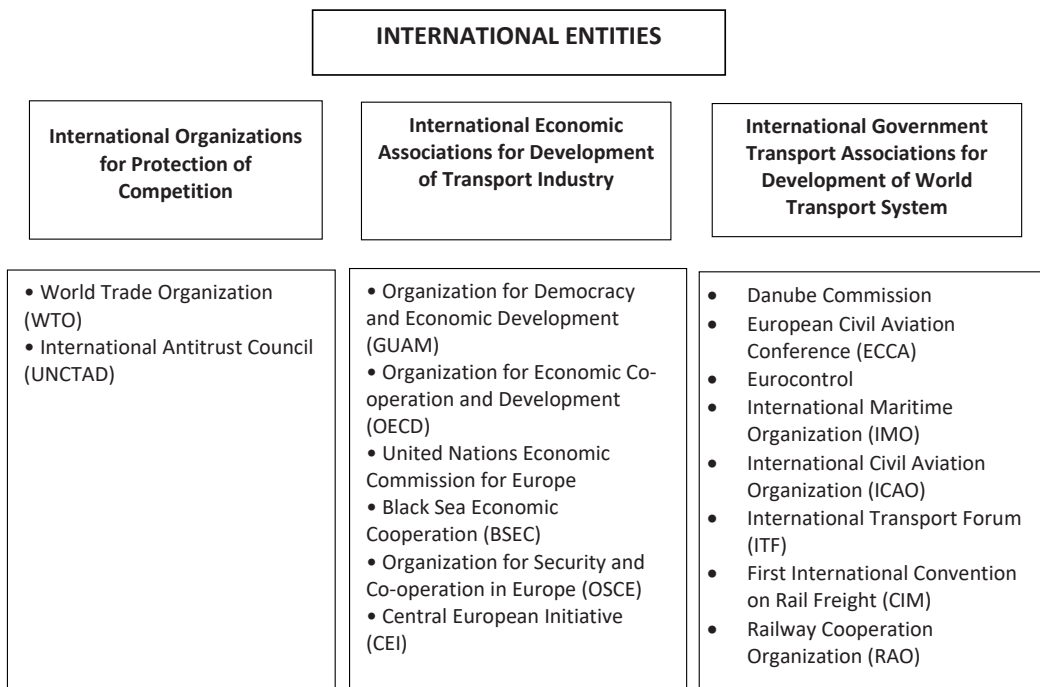 INTERNATIONAL ENTITIES
International Organizations
for Protection of
Competition
International Economic
Associations for Development
of Transport Industry
International Government
Transport Associations for
Development of World
Transport System
• World Trade Organization
(WTO)
• International Antitrust Council
(UNCTAD)
• Organization for Democracy
and Economic Development
(GUAM)
• Organization for Economic Co-
operation and Development
(OECD)
• United Nations Economic
Commission for Europe
• Black Sea Economic
Cooperation (BSEC)
• Organization for Security and
Co-operation in Europe (OSCE)
• Central European Initiative
(CEI)
• Danube Commission
• European Civil Aviation
Conference (ECCA)
• Eurocontrol
• International Maritime
Organization (IMO)
• International Civil Aviation
Organization (ICAO)
• International Transport Forum
(ITF)
• First International Convention
on Rail Freight (CIM)
• Railway Cooperation
Organization (RAO)